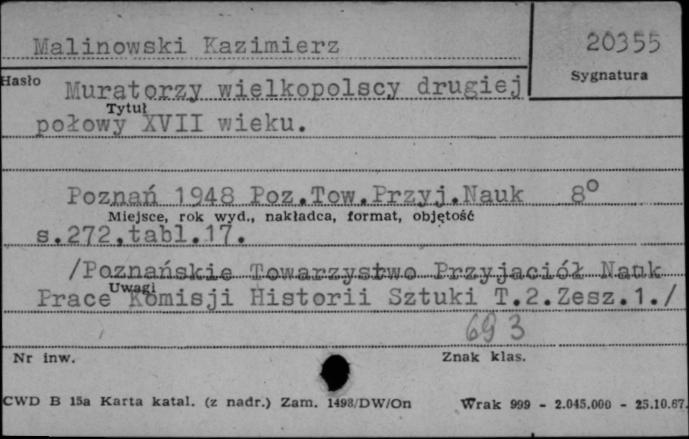 Malinowski Kazimierz
20355
Hasło
Sygnatura
Muratorzy wielkopolscy drugiej
Tytuł
połowy XVII wieku.
Poznań 1948 Poz.Tow.Przyj.Nauk 8°
Miejsce, rok wyd., nakładca, format, objętość
s.272,tabl.17.
/Poznańskie Towarzystwo Przyjaciół Nauk
Uwagi
Prace Komisji Historii Sztuki T.2.Zesz.1./
69 3
Nr inw.
Znak klas.
CWD B 15a Karta katal. (z nadr.) Zam. 1498/DW/On
Wrak 999 - 2.045.000 - 25.10.67.